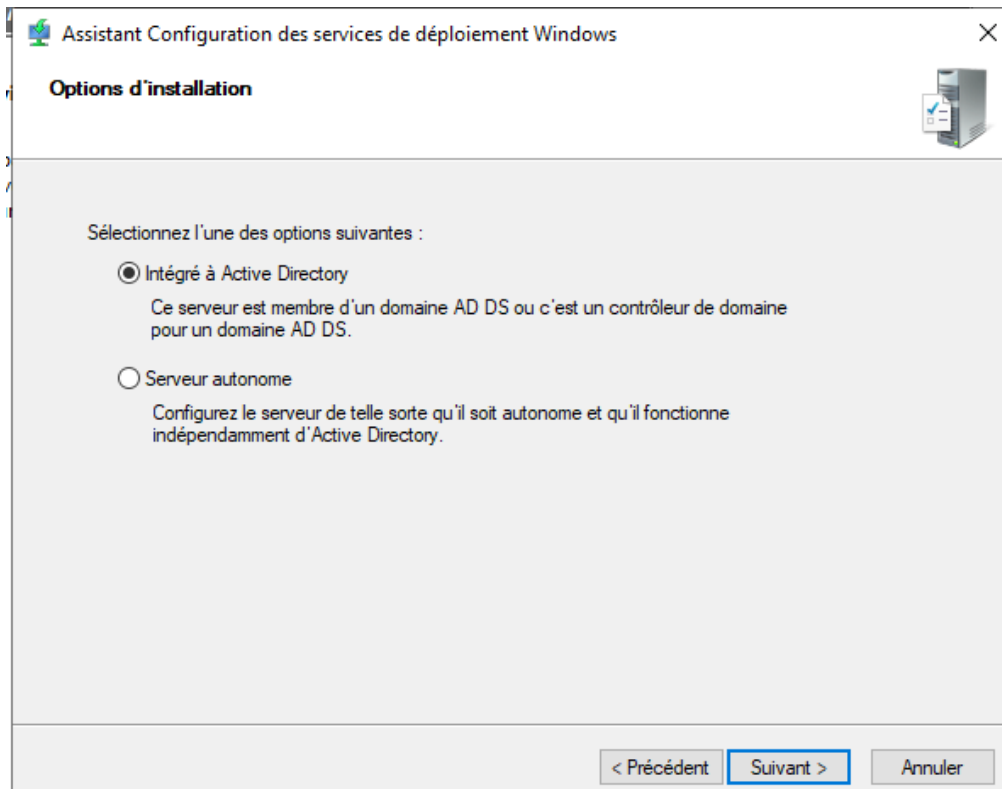 Assistant Configuration des services de déploiement Windows
Options d'installation
Sélectionnez l'une des options suivantes :
Intégré à Active Directory
Ce serveur est membre d'un domaine AD DS ou c'est un contrôleur de domaine
pour un domaine AD DS.
Serveur autonome
Configurez le serveur de telle sorte qu'il soit autonome et qu'il fonctionne
indépendamment d'Active Directory.
< Précédent
Suivant >
Annuler